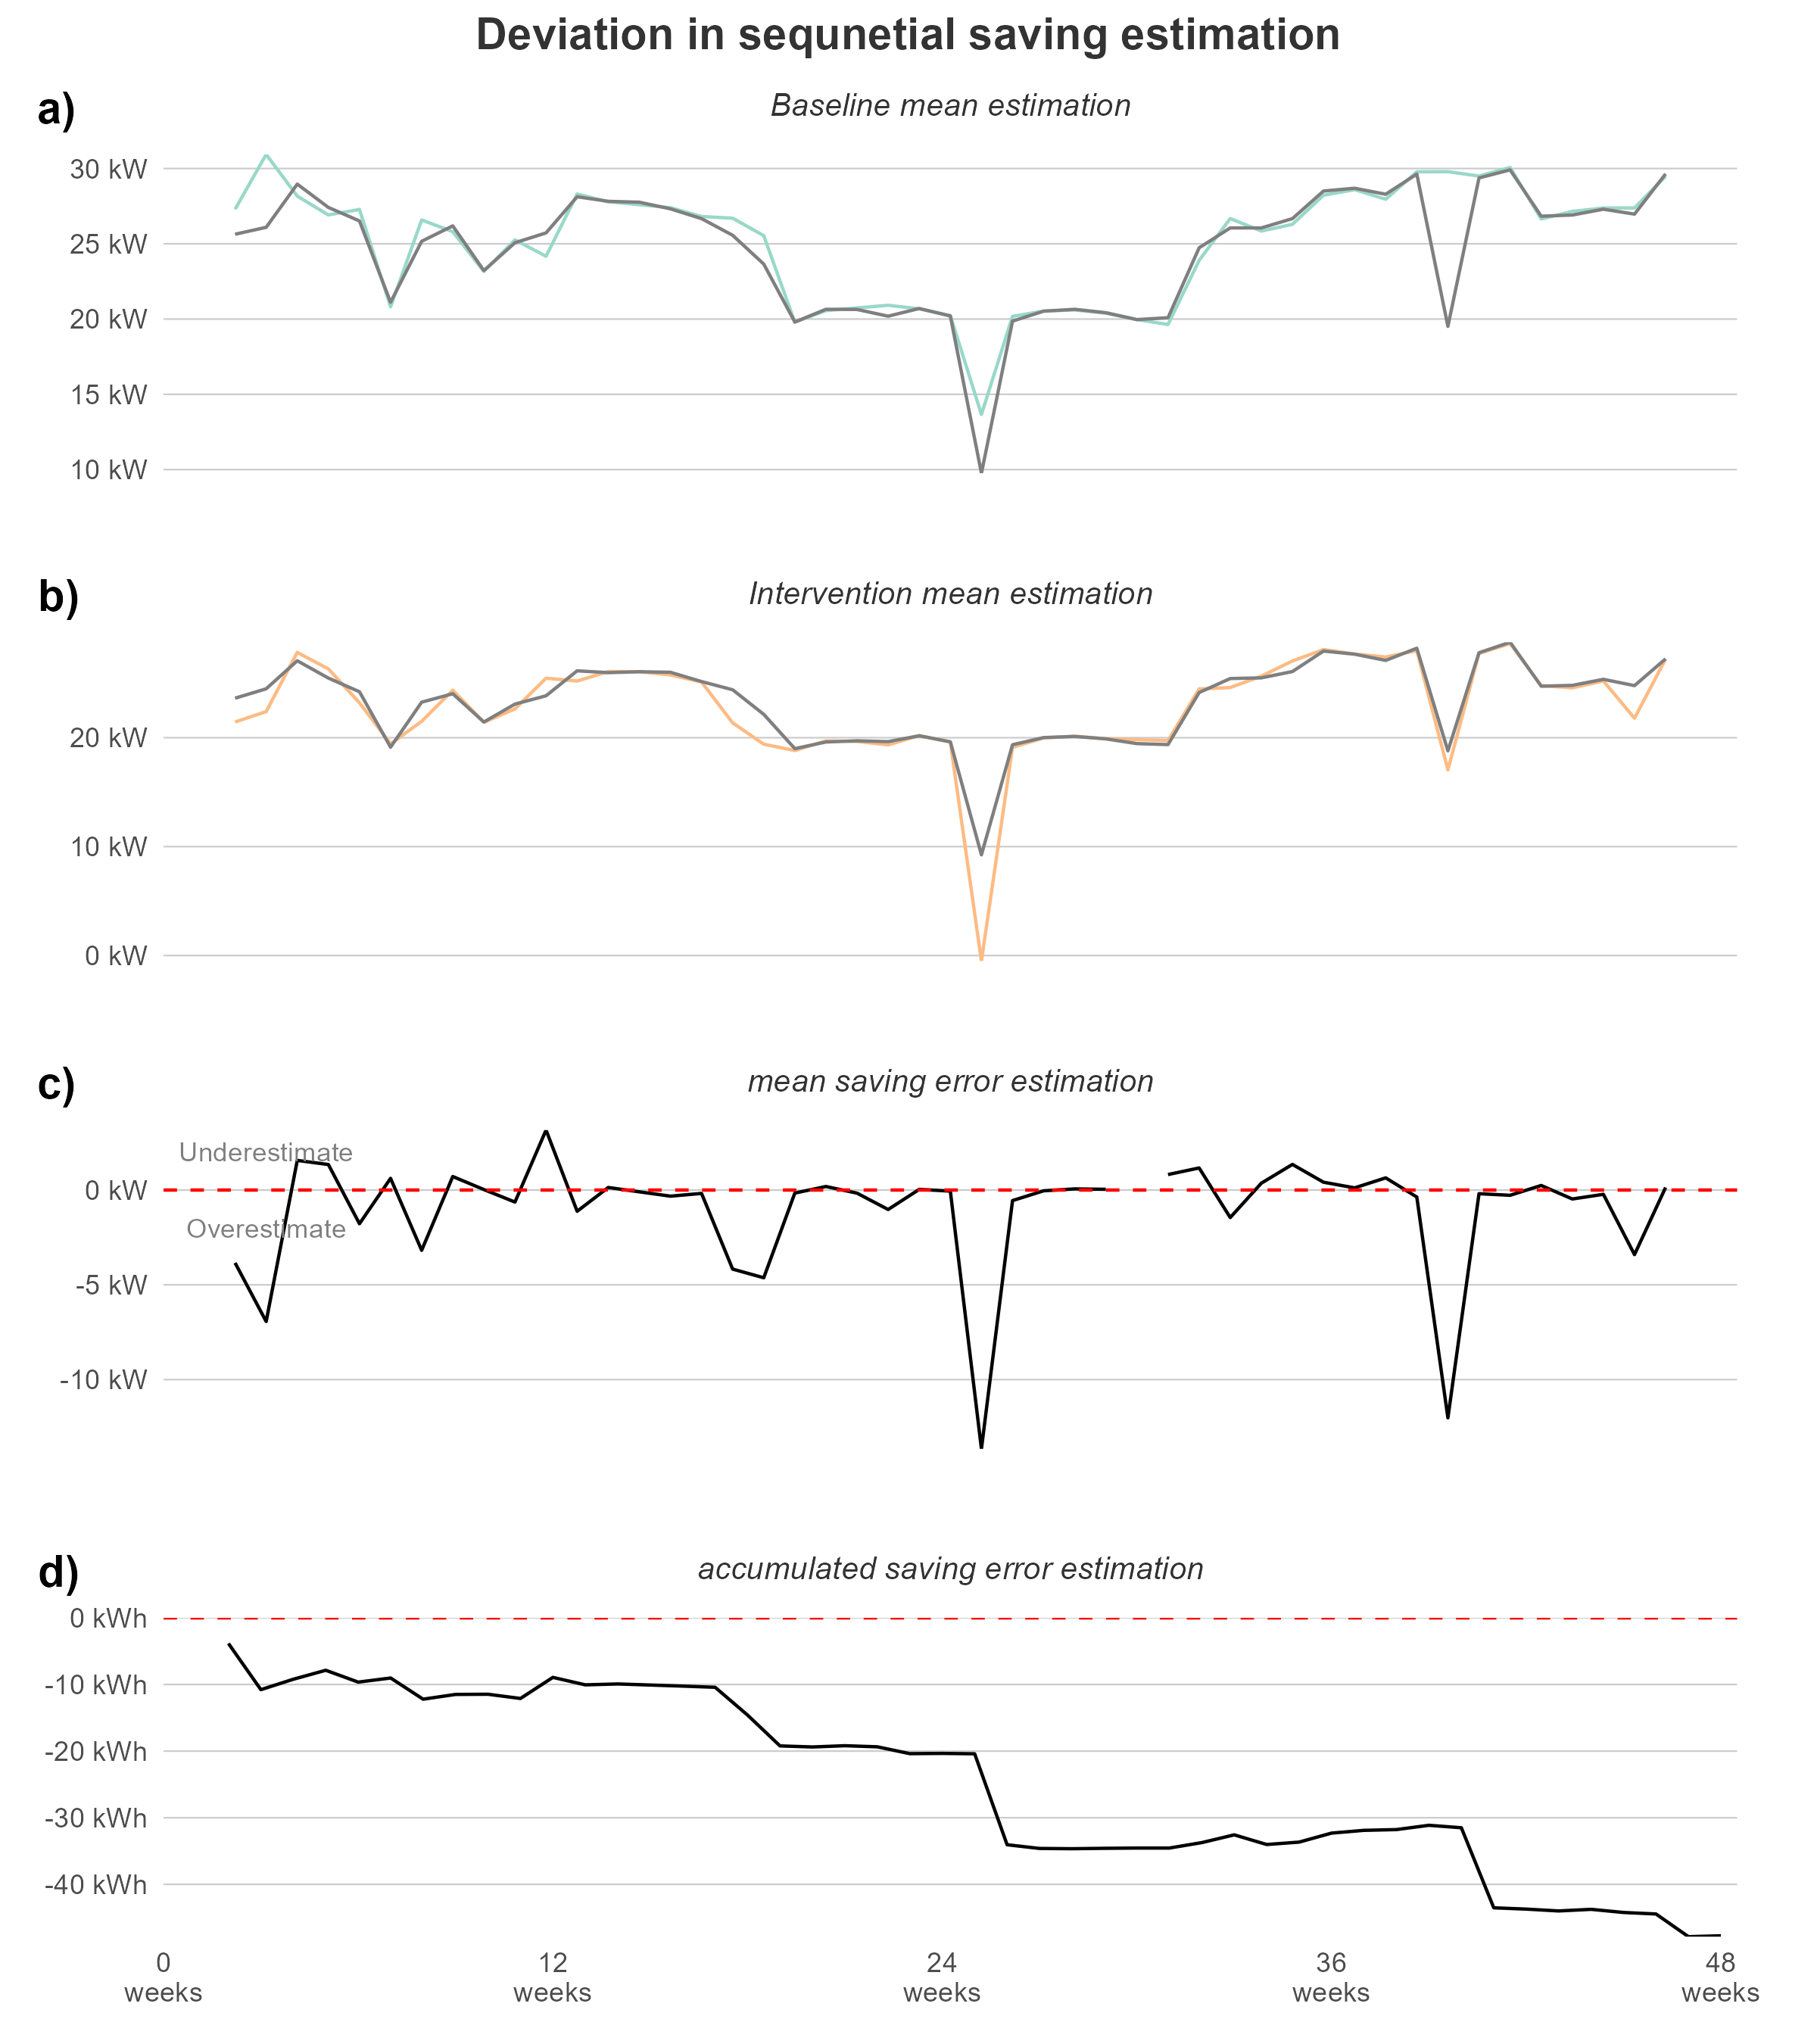 Deviation in sequnetial saving estimation
a)
Baseline mean estimation
30 kW
25 kW
20 kW
15 kW
10 kW
b)
Intervention mean estimation
20 kW
10 kW
0 kW
c)
mean saving error estimation
Underestimate
0 kW
Overestimate
-5 kW
-10 kW
d)
accumulated saving error estimation
0 kWh
-10 kWh
-20 kWh
-30 kWh
-40 kWh
0 12 24 36 48
weeks weeks weeks weeks weeks